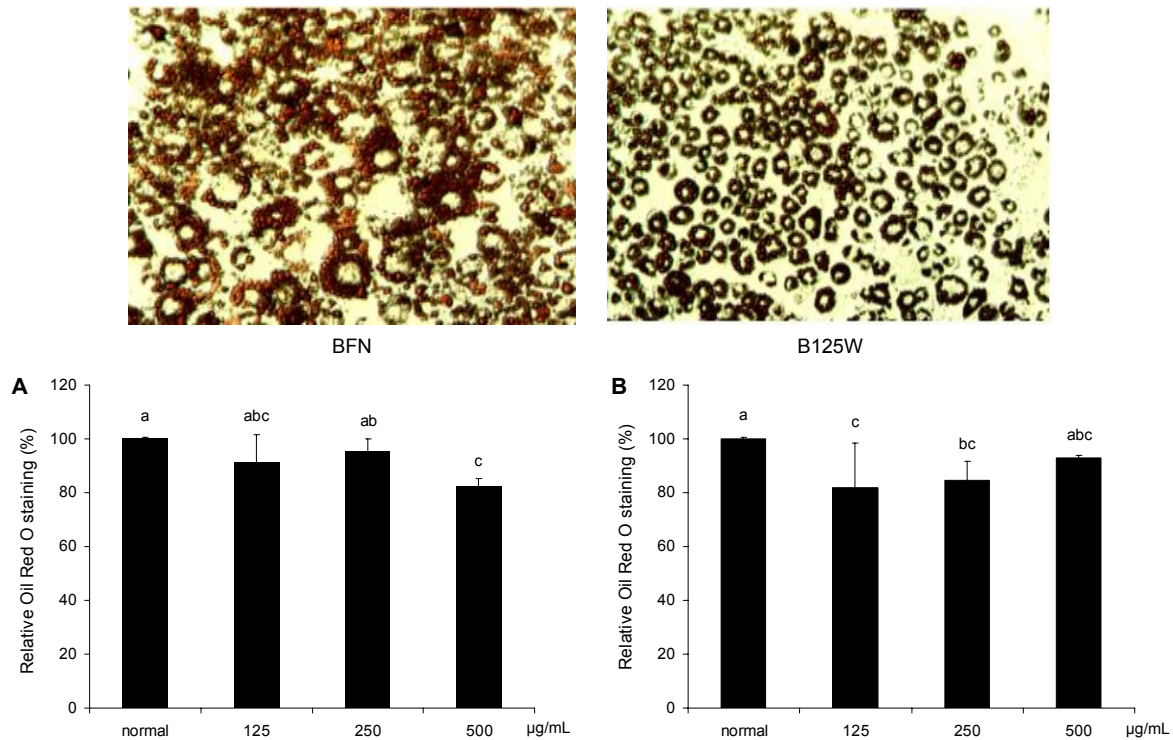 BFN
B125W
A
Relative Oil Red O staining (%)
120
100
80
60
40
20
0
a
abc
ab
c
normal
125
250
500
µg/mL
B
Relative Oil Red O staining (%)
120
100
80
60
40
20
0
a
c
bc
abc
normal
125
250
500
µg/mL